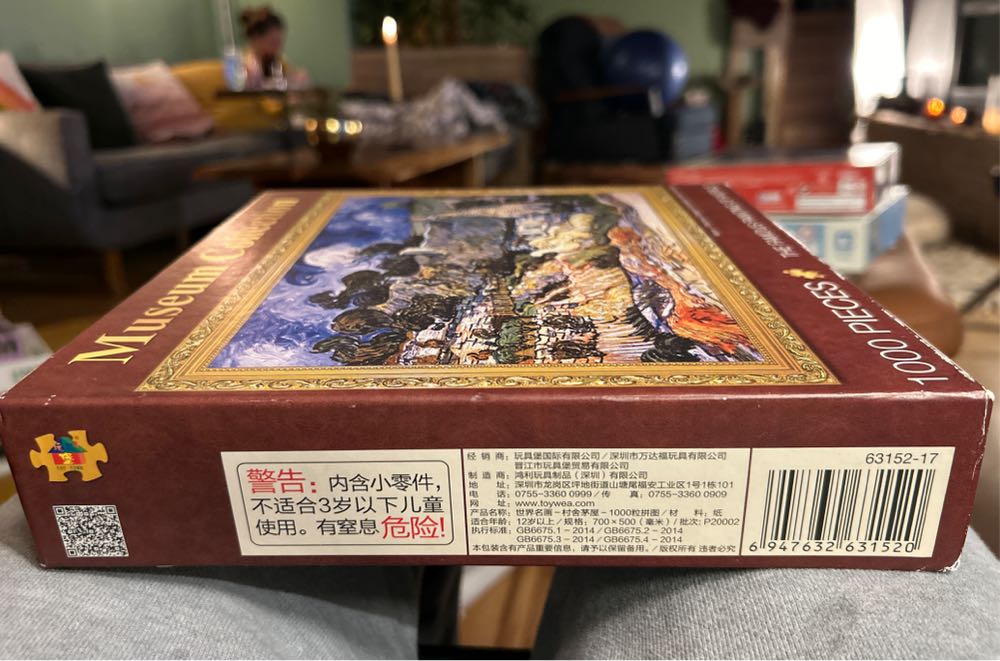 Museum Collection
1000 PIECES
TOY TOWN
警告：内含小零件，
不适合3岁以下儿童
使用。有窒息危险!
经 销 商：玩具堡国际有限公司／深圳市万达福玩具有限公司
晋江市玩具堡贸易有限公司
制 造 商：鸿利玩具制品（深圳）有限公司
地 址：深圳市龙岗区坪地街道山塘尾福安工业区1号1栋101
电 话：0755-3360 0999／传 真：0755-3360 0909
网 址：www.toywea.com
产品名称：世界名画－村舍茅屋－1000粒拼图／材 料：纸
适合年龄：12岁以上／规格：700×500（毫米）／批次：P20002
执行标准：GB6675.1－2014／GB6675.2－2014
GB6675.3－2014／GB6675.4－2014
本包装含有产品重要信息，请予以保留备用。／版权所有 违者必究
63152-17
6 947632 631520